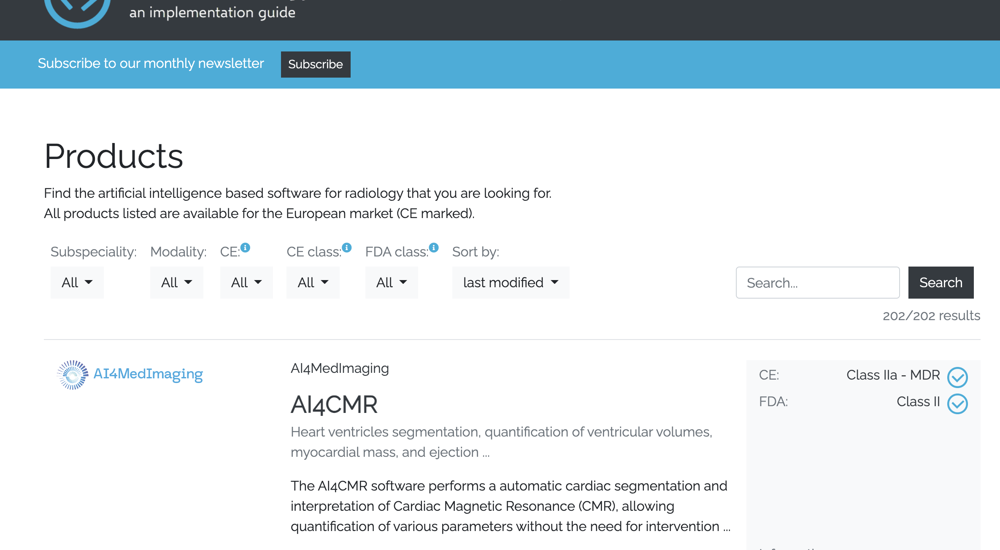 an implementation guide
Subscribe to our monthly newsletter Subscribe
Products
Find the artificial intelligence based software for radiology that you are looking for.
All products listed are available for the European market (CE marked).
Subspeciality: Modality: CE: CE class: FDA class: Sort by:
All All All All All last modified Search... Search
202/202 results
AI4MedImaging
AI4MedImaging
AI4CMR
Heart ventricles segmentation, quantification of ventricular volumes,
myocardial mass, and ejection ...
The AI4CMR software performs a automatic cardiac segmentation and
interpretation of Cardiac Magnetic Resonance (CMR), allowing
quantification of various parameters without the need for intervention ...
CE: Class IIa - MDR
FDA: Class II